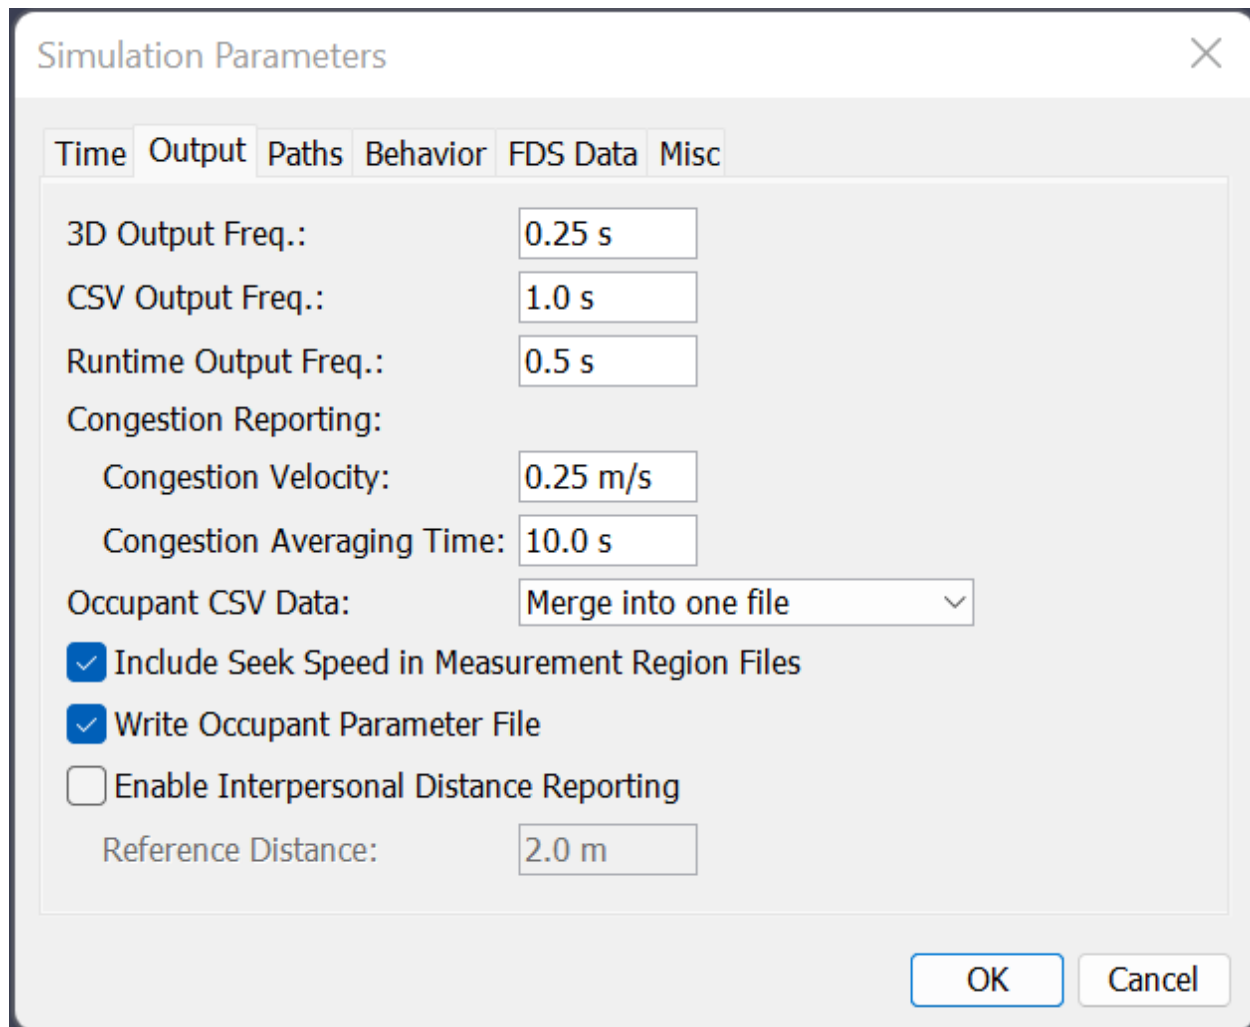 Simulation Parameters
Time Output Paths Behavior FDS Data Misc
3D Output Freq.: 0.25 s
CSV Output Freq.: 1.0 s
Runtime Output Freq.: 0.5 s
Congestion Reporting:
Congestion Velocity: 0.25 m/s
Congestion Averaging Time: 10.0 s
Occupant CSV Data: Merge into one file
Include Seek Speed in Measurement Region Files
Write Occupant Parameter File
Enable Interpersonal Distance Reporting
Reference Distance: 2.0 m
OK Cancel